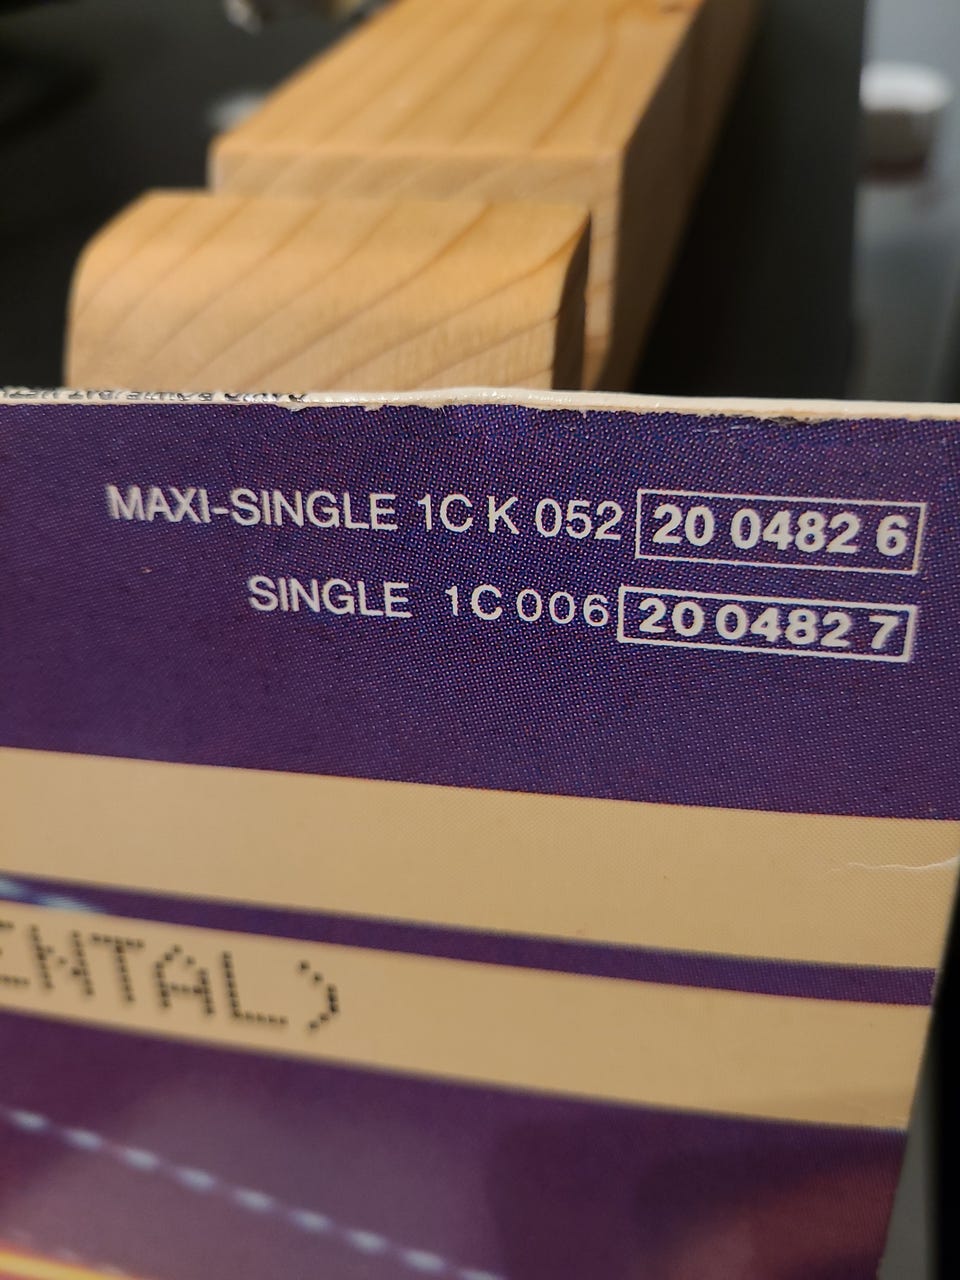 MAXI-SINGLE 1C K 052 20 0482 6
SINGLE 1C 006 20 0482 7
ENTAL)